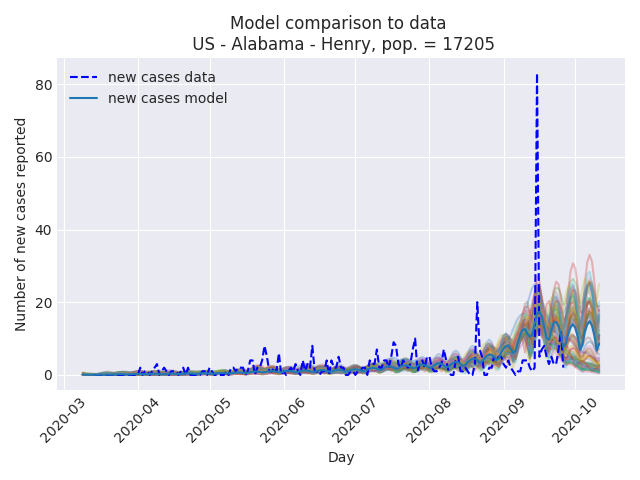 Model comparison to data
US - Alabama - Henry, pop. = 17205
new cases data
new cases model
Number of new cases reported
80
60
40
20
0
2020-03
2020-04
2020-05
2020-06
2020-07
2020-08
2020-09
2020-10
Day